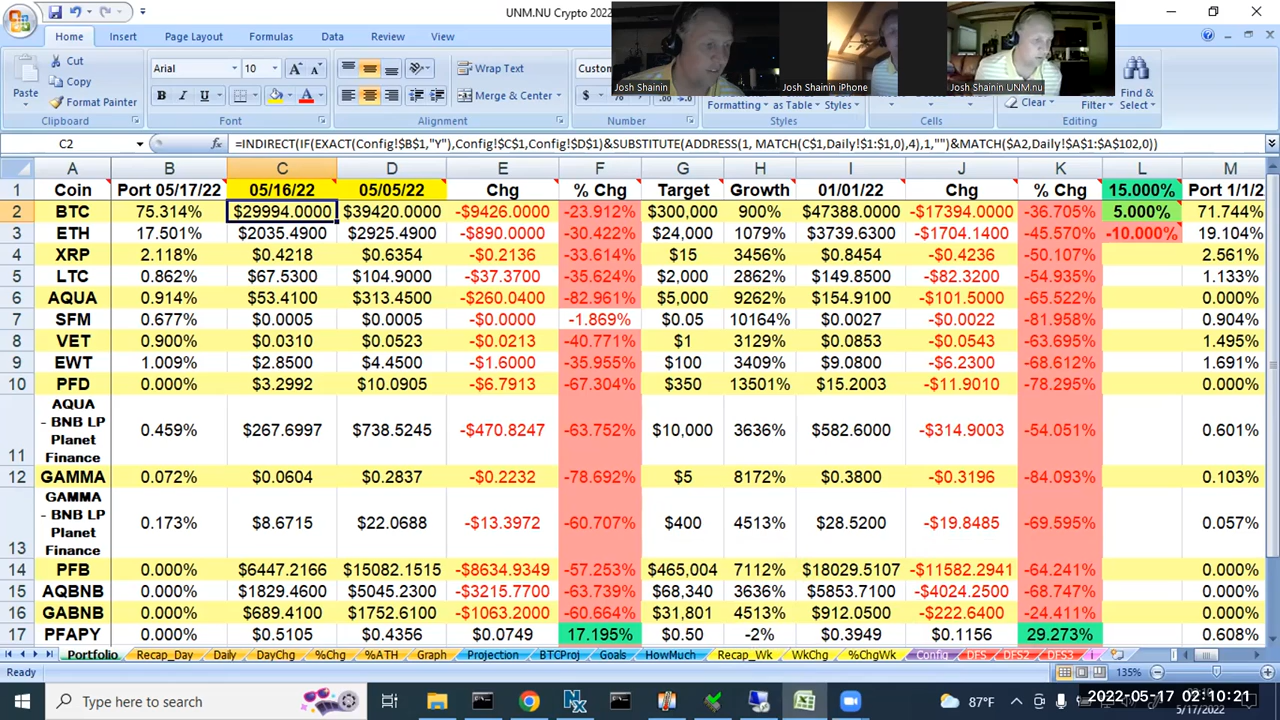 UNM.NU Crypto 2022
Home Insert Page Layout Formulas Data Review View
Cut
Copy
Format Painter
Paste
Clipboard
Arial 10
B I U
Font
Wrap Text
Merge & Center
Alignment
Custom
Number
Formatting as Table Styles
Styles
Cells
Clear
Find &
Filter Select
Editing
Josh Shainin
Josh Shainin iPhone
Josh Shainin UNM.nu
C2 fx =INDIRECT(IF(EXACT(Config!$B$1,"Y"),Config!$C$1,Config!$D$1)&SUBSTITUTE(ADDRESS(1, MATCH(C$1,Daily!$1:$1,0),4),1,"")&MATCH($A2,Daily!$A$1:$A$102,0))
A B C D E F G H I J K L M
1 Coin Port 05/17/22 05/16/22 05/05/22 Chg % Chg Target Growth 01/01/22 Chg % Chg 15.000% Port 1/1/2
2 BTC 75.314% $29994.0000 $39420.0000 -$9426.0000 -23.912% $300,000 900% $47388.0000 -$17394.0000 -36.705% 5.000% 71.744%
3 ETH 17.501% $2035.4900 $2925.4900 -$890.0000 -30.422% $24,000 1079% $3739.6300 -$1704.1400 -45.570% -10.000% 19.104%
4 XRP 2.118% $0.4218 $0.6354 -$0.2136 -33.614% $15 3456% $0.8454 -$0.4236 -50.107% 2.561%
5 LTC 0.862% $67.5300 $104.9000 -$37.3700 -35.624% $2,000 2862% $149.8500 -$82.3200 -54.935% 1.133%
6 AQUA 0.914% $53.4100 $313.4500 -$260.0400 -82.961% $5,000 9262% $154.9100 -$101.5000 -65.522% 0.000%
7 SFM 0.677% $0.0005 $0.0005 -$0.0000 -1.869% $0.05 10164% $0.0027 -$0.0022 -81.958% 0.904%
8 VET 0.900% $0.0310 $0.0523 -$0.0213 -40.771% $1 3129% $0.0853 -$0.0543 -63.695% 1.495%
9 EWT 1.009% $2.8500 $4.4500 -$1.6000 -35.955% $100 3409% $9.0800 -$6.2300 -68.612% 1.691%
10 PFD 0.000% $3.2992 $10.0905 -$6.7913 -67.304% $350 13501% $15.2003 -$11.9010 -78.295% 0.000%
AQUA
- BNB LP
Planet
Finance
11 0.459% $267.6997 $738.5245 -$470.8247 -63.752% $10,000 3636% $582.6000 -$314.9003 -54.051% 0.601%
12 GAMMA 0.072% $0.0604 $0.2837 -$0.2232 -78.692% $5 8172% $0.3800 -$0.3196 -84.093% 0.103%
GAMMA
- BNB LP
Planet
Finance
13 0.173% $8.6715 $22.0688 -$13.3972 -60.707% $400 4513% $28.5200 -$19.8485 -69.595% 0.057%
14 PFB 0.000% $6447.2166 $15082.1515 -$8634.9349 -57.253% $465,004 7112% $18029.5107 -$11582.2941 -64.241% 0.000%
15 AQBNB 0.000% $1829.4600 $5045.2300 -$3215.7700 -63.739% $68,340 3636% $5853.7100 -$4024.2500 -68.747% 0.000%
16 GABNB 0.000% $689.4100 $1752.6100 -$1063.2000 -60.664% $31,801 4513% $912.0500 -$222.6400 -24.411% 0.000%
17 PFAPY 0.000% $0.5105 $0.4356 $0.0749 17.195% $0.50 -2% $0.3949 $0.1156 29.273% 0.608%
Portfolio Recap_Day Daily DayChg %Chg %ATH Graph Projection BTCProj Goals HowMuch Recap_Wk WkChg %ChgWk Config DFS DFS2 DFS3
Ready 135%
Type here to search 87°F 2022-05-17 02:10:21
5/17/2022